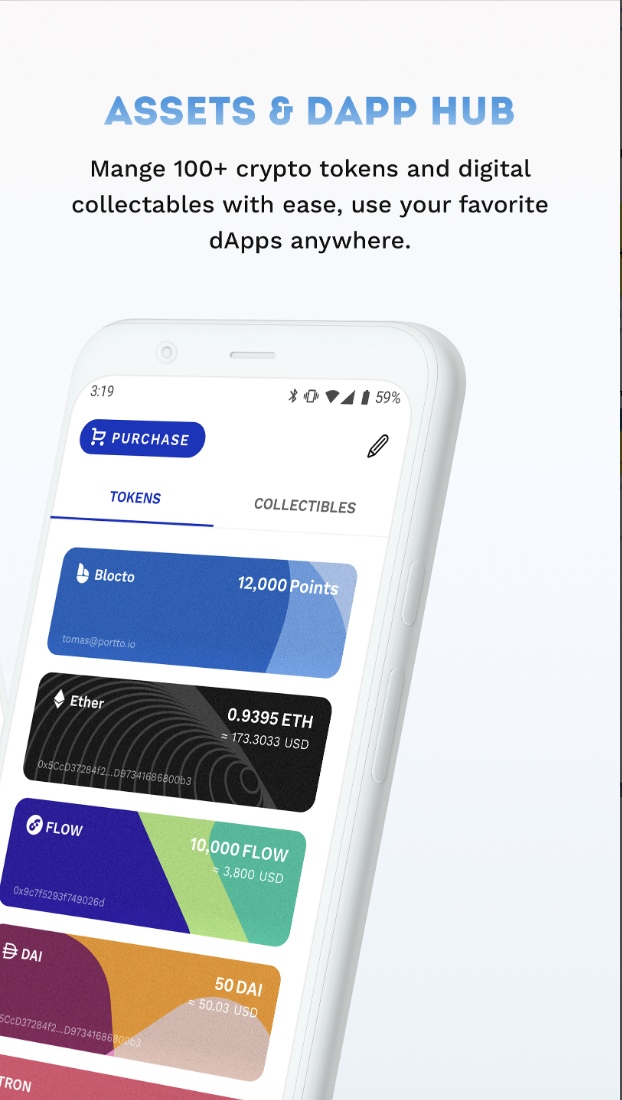 ASSETS & DAPP HUB
Mange 100+ crypto tokens and digital
collectables with ease, use your favorite
dApps anywhere.
3:19
59%
PURCHASE
TOKENS
COLLECTIBLES
Blocto
12,000 Points
tomas@portto.io
Ether
0.9395 ETH
≈ 173.3033 USD
0x5CcD37284f2...D97341686800b3
FLOW
10,000 FLOW
≈ 3,800 USD
0x9c7f5293f749026d
DAI
50 DAI
≈ 50.03 USD
5CcD37284f2...D97341686800b3
TRON